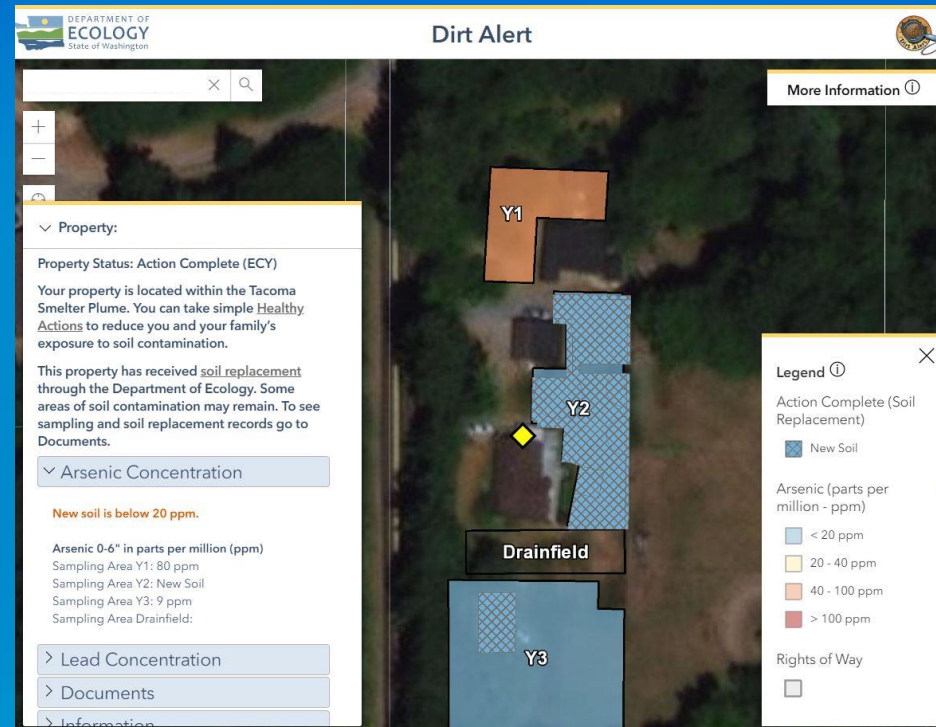 DEPARTMENT OF
ECOLOGY
State of Washington
Dirt Alert
More Information
Property:
Property Status: Action Complete (ECY)
Your property is located within the Tacoma
Smelter Plume. You can take simple Healthy
Actions to reduce you and your family's
exposure to soil contamination.
This property has received soil replacement
through the Department of Ecology. Some
areas of soil contamination may remain. To see
sampling and soil replacement records go to
Documents.
Arsenic Concentration
New soil is below 20 ppm.
Arsenic 0-6" in parts per million (ppm)
Sampling Area Y1: 80 ppm
Sampling Area Y2: New Soil
Sampling Area Y3: 9 ppm
Sampling Area Drainfield:
Lead Concentration
Documents
Information
Y1
Y2
Drainfield
Y3
Legend
Action Complete (Soil
Replacement)
New Soil
Arsenic (parts per
million - ppm)
< 20 ppm
20 - 40 ppm
40 - 100 ppm
> 100 ppm
Rights of Way